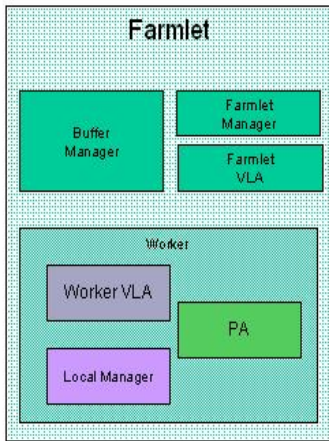 Farmlet
Buffer
Manager
Farmlet
Manager
Farmlet
VLA
Worker
Worker VLA
PA
Local Manager